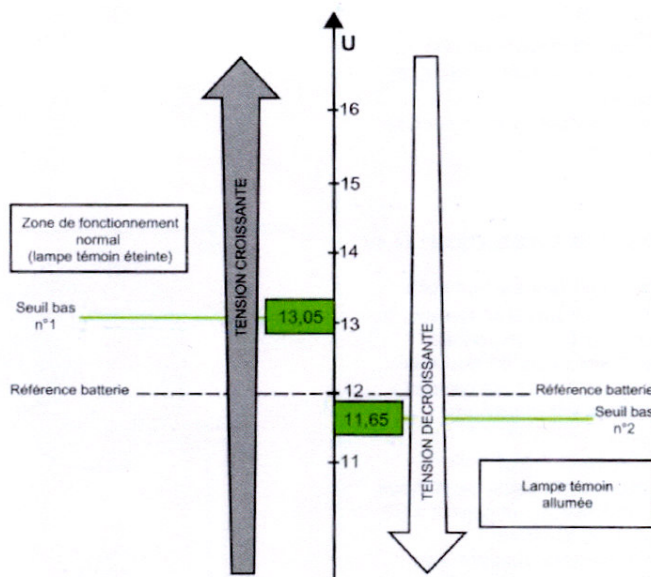 U
16
15
14
13
12
11
TENSION CROISSANTE
TENSION DECROISSANTE
Zone de fonctionnement
normal
(lampe témoin éteinte)
Seuil bas
n°1
13,05
Référence batterie
Référence batterie
11,65
Seuil bas
n°2
Lampe témoin
allumée